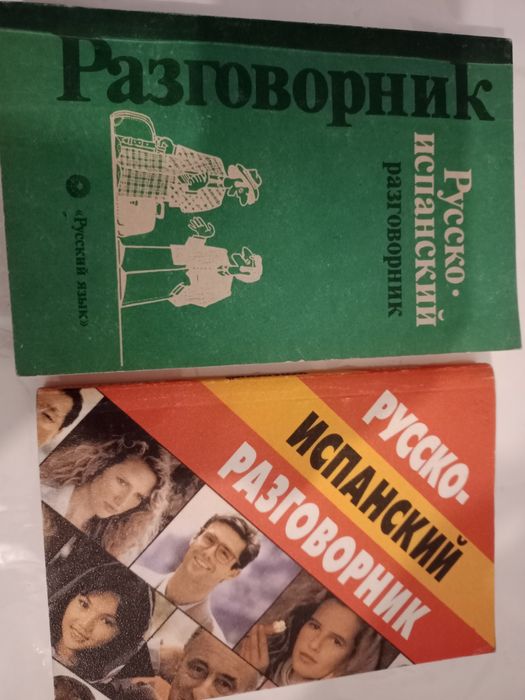 Разговорник
Русско-
испанский
разговорник
«Русский язык»
РУССКО-
ИСПАНСКИЙ
РАЗГОВОРНИК